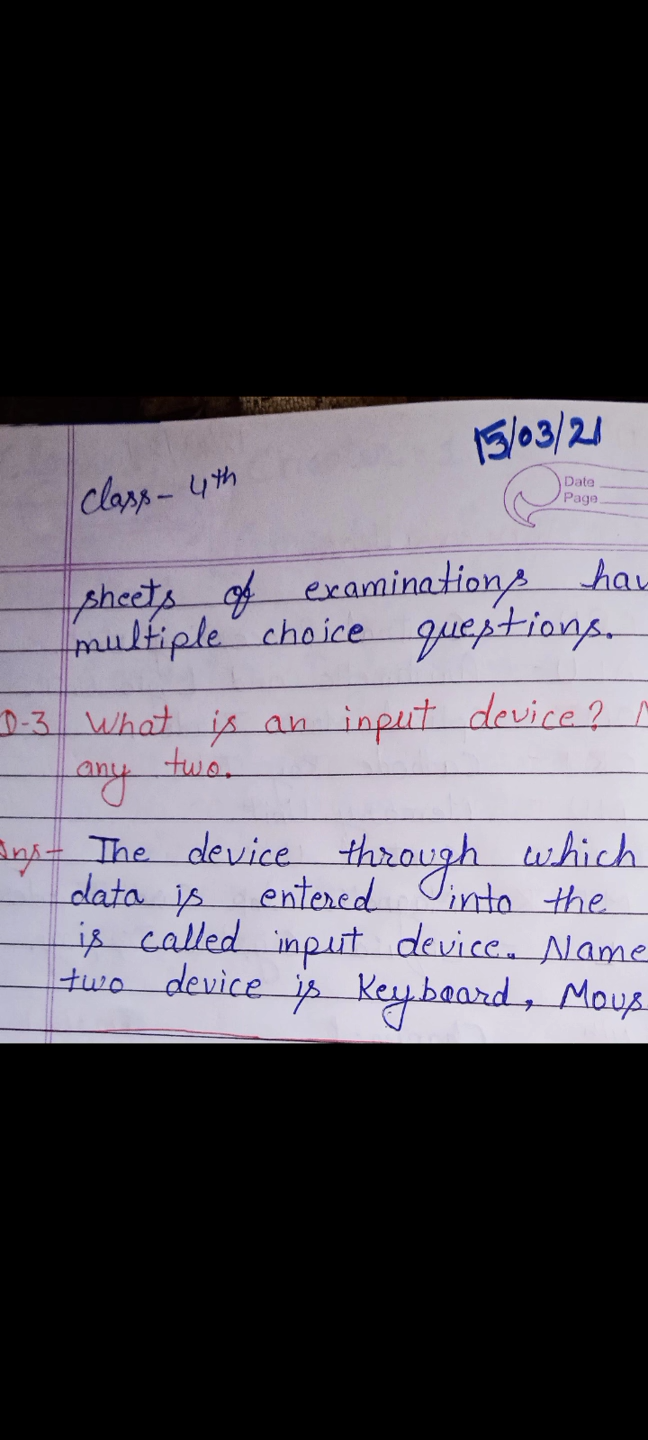 15/03/21
Class- 4th
Date
Page
sheets of examinations hav
multiple choice questions.
Q-3 What is an input device? N
any two.
Ans- The device through which
data is entered into the
is called input device. Name
two device is Keyboard, Mous